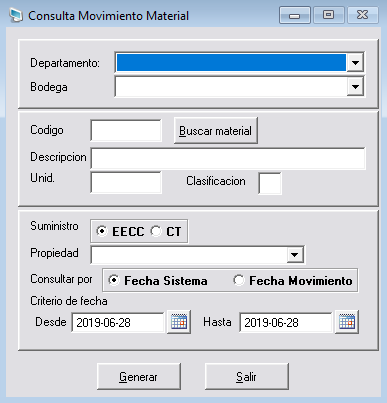 Consulta Movimiento Material
Departamento:
Bodega
Codigo Buscar material
Descripcion
Unid. Clasificacion
Suministro EECC CT
Propiedad
Consultar por Fecha Sistema Fecha Movimiento
Criterio de fecha
Desde 2019-06-28 Hasta 2019-06-28
Generar Salir